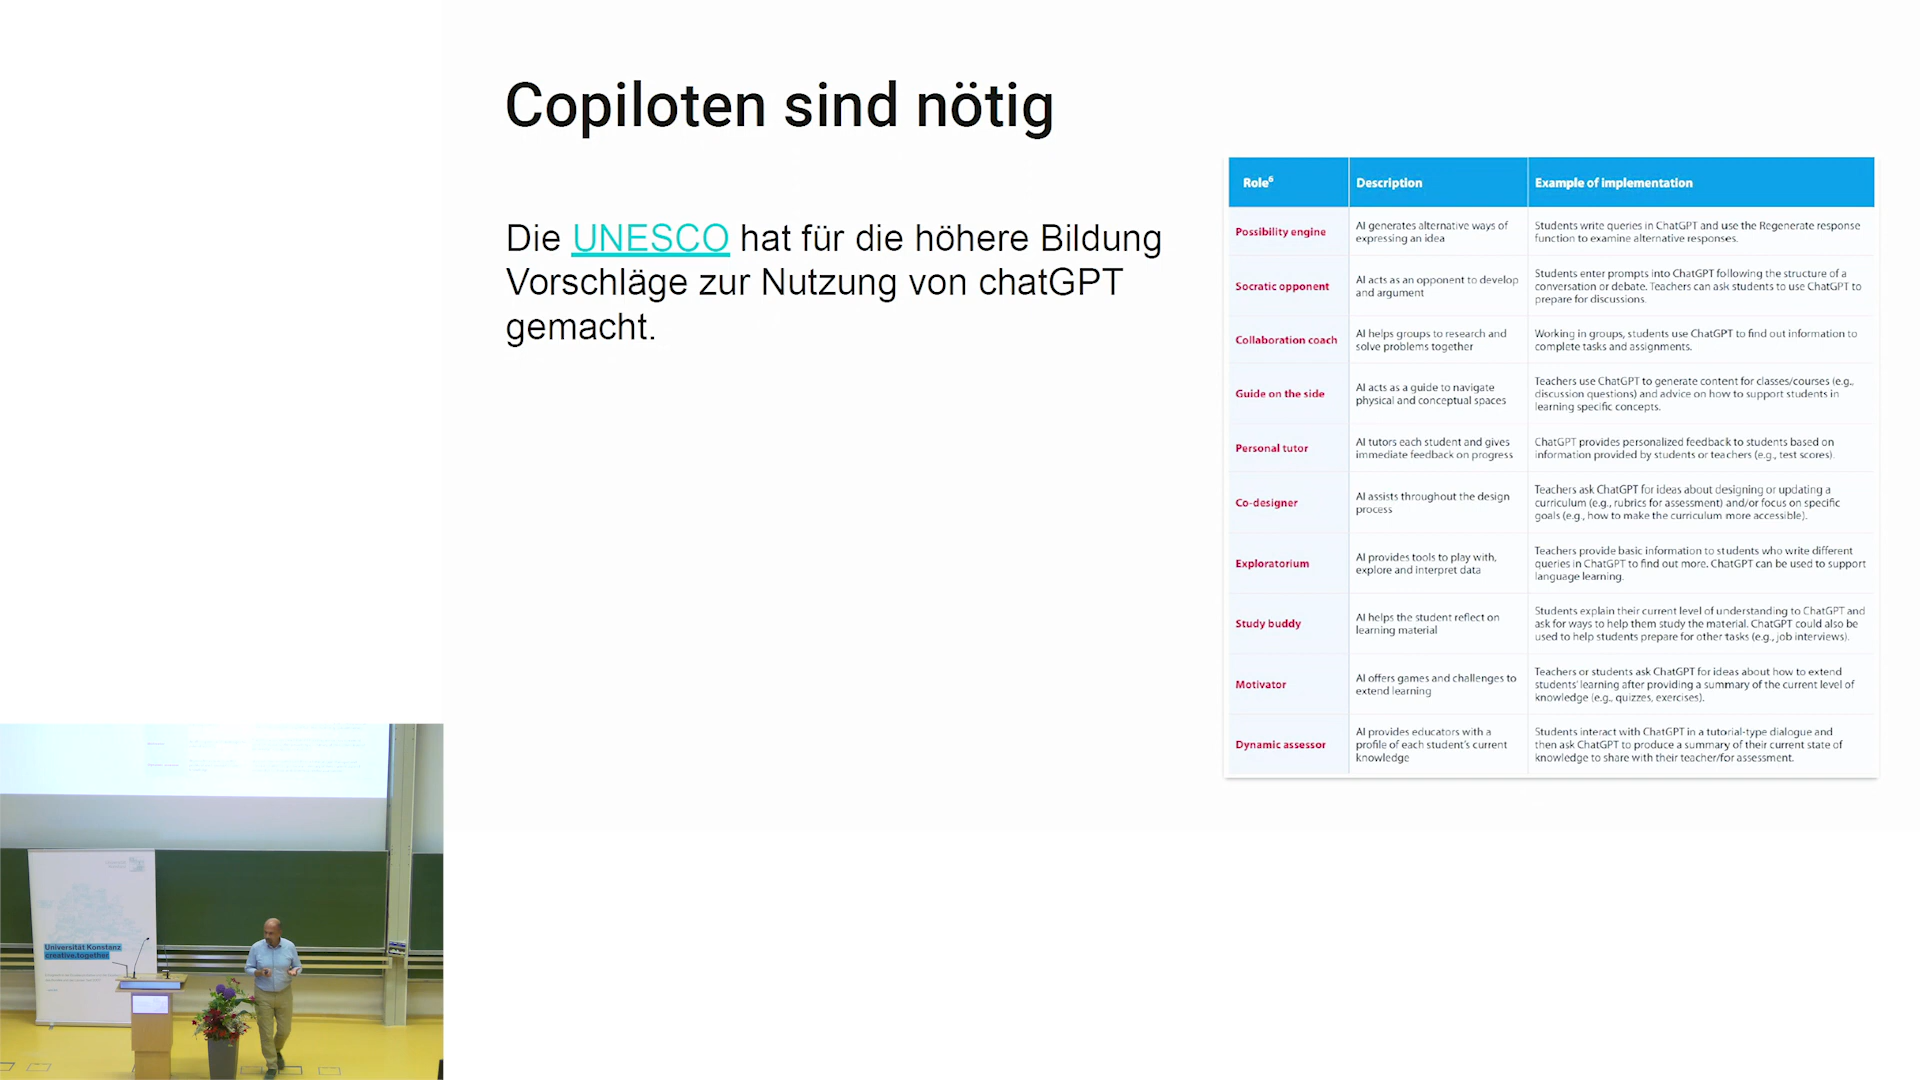 Copiloten sind nötig
Die UNESCO hat für die höhere Bildung
Vorschläge zur Nutzung von chatGPT
gemacht.
Role6 Description Example of implementation
Possibility engine
AI generates alternative ways of
expressing an idea
Students write queries in ChatGPT and use the Regenerate response
function to examine alternative responses.
Socratic opponent
AI acts as an opponent to develop
and argument
Students enter prompts into ChatGPT following the structure of a
conversation or debate. Teachers can ask students to use ChatGPT to
prepare for discussions.
Collaboration coach
AI helps groups to research and
solve problems together
Working in groups, students use ChatGPT to find out information to
complete tasks and assignments.
Guide on the side
AI acts as a guide to navigate
physical and conceptual spaces
Teachers use ChatGPT to generate content for classes/courses (e.g.,
discussion questions) and advice on how to support students in
learning specific concepts.
Personal tutor
AI tutors each student and gives
immediate feedback on progress
ChatGPT provides personalized feedback to students based on
information provided by students or teachers (e.g., test scores).
Co-designer
AI assists throughout the design
process
Teachers ask ChatGPT for ideas about designing or updating a
curriculum (e.g., rubrics for assessment) and/or focus on specific
goals (e.g., how to make the curriculum more accessible).
Exploratorium
AI provides tools to play with,
explore and interpret data
Teachers provide basic information to students who write different
queries in ChatGPT to find out more. ChatGPT can be used to support
language learning.
Study buddy
AI helps the student reflect on
learning material
Students explain their current level of understanding to ChatGPT and
ask for ways to help them study the material. ChatGPT could also be
used to help students prepare for other tasks (e.g., job interviews).
Motivator
AI offers games and challenges to
extend learning
Teachers or students ask ChatGPT for ideas about how to extend
students' learning after providing a summary of the current level of
knowledge (e.g., quizzes, exercises).
Dynamic assessor
AI provides educators with a
profile of each student's current
knowledge
Students interact with ChatGPT in a tutorial-type dialogue and
then ask ChatGPT to produce a summary of their current state of
knowledge to share with their teacher/for assessment.
Universität Konstanz
creative.together